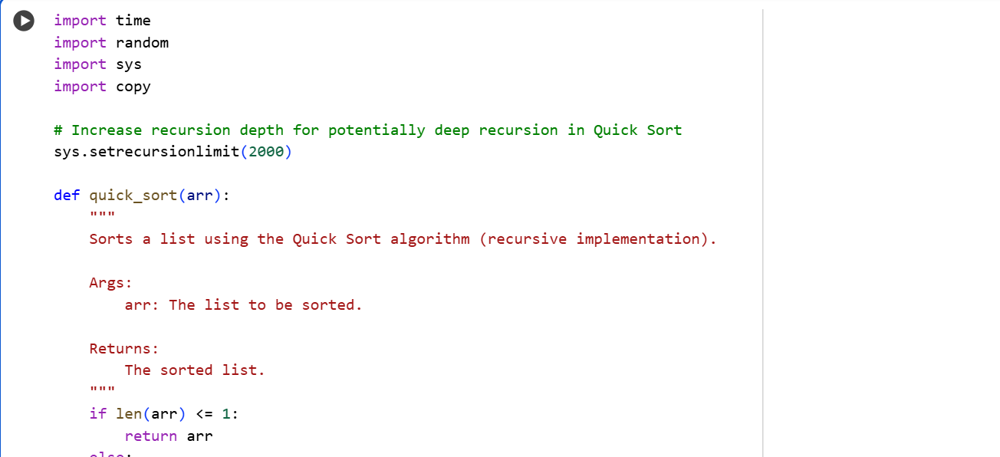 import time
import random
import sys
import copy

# Increase recursion depth for potentially deep recursion in Quick Sort
sys.setrecursionlimit(2000)

def quick_sort(arr):
    """
    Sorts a list using the Quick Sort algorithm (recursive implementation).

    Args:
        arr: The list to be sorted.

    Returns:
        The sorted list.
    """
    if len(arr) <= 1:
        return arr
    else: